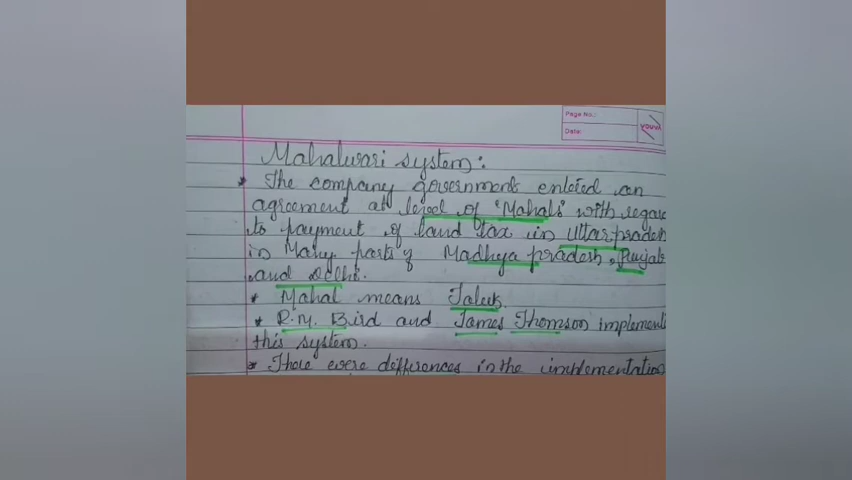 Page No.:
Date:
YOUVA
Mahalwari system:
* The company government entered an
agreement at level of 'Mahals' with regard
to payment of land tax in Uttarpradesh
in Many parts of Madhya pradesh, Punjab
and Delhi.
* Mahal means Taluk.
* R.M. Bird and James Thomson implement
this system.
* There were differences in the implementation